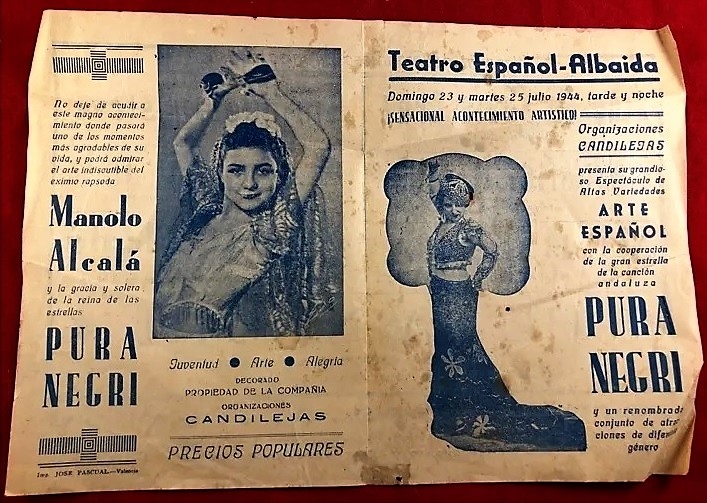 No deje de acudir a
este magno aconteci-
miento donde pasará
uno de los momentos
más agradables de su
vida, y podrá admirar
el arte indiscutible del
eximio rapsoda
Manolo
Alcalá
y la gracia y solera
de la reina de las
estrellas
PURA
NEGRI
Imp. JOSE PASCUAL.—Valencia
Juventud ● Arte ● Alegria
DECORADO
PROPIEDAD DE LA COMPAÑIA
ORGANIZACIONES
CANDILEJAS
PRECIOS POPULARES
Teatro Español-Albaida
Domingo 23 y martes 25 julio 1944, tarde y noche
¡SENSACIONAL ACONTECIMIENTO ARTISTICO!
Organizaciones
CANDILEJAS
presenta su grandio-
so Espectáculo de
Altas Variedades
ARTE
ESPAÑOL
con la cooperación
de la gran estrella
de la canción
andaluza
PURA
NEGRI
y un renombrado
conjunto de atrac-
ciones de difer
género